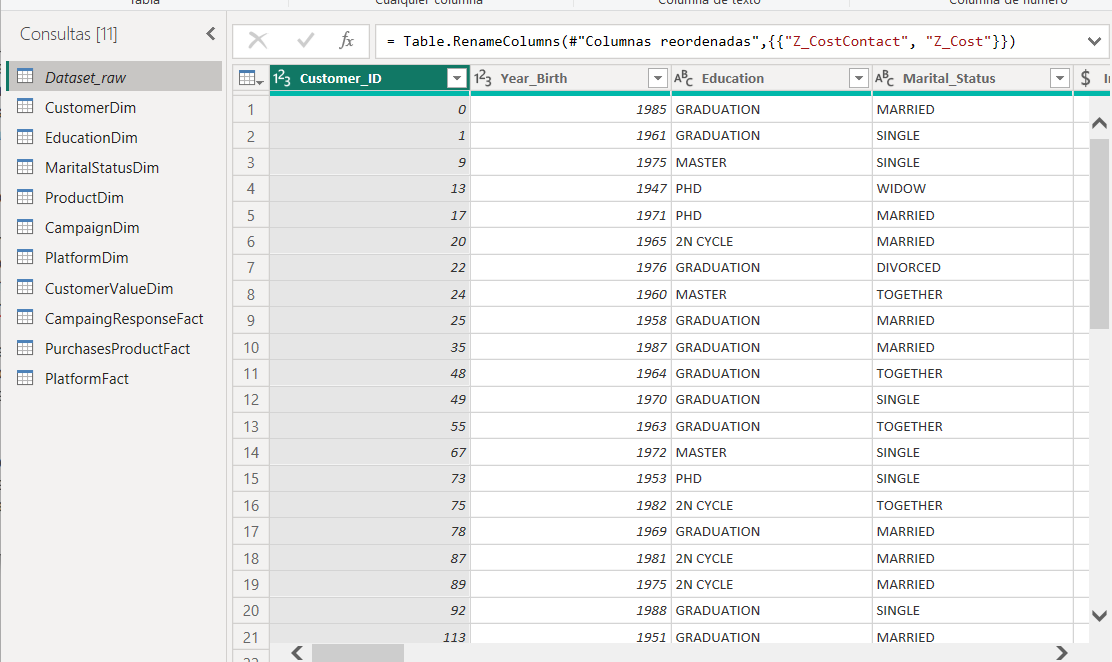 Tabla Cualquier columna Columna de texto Columna de número
Consultas [11]
= Table.RenameColumns(#"Columnas reordenadas",{{"Z_CostContact", "Z_Cost"}})
Dataset_raw
CustomerDim
EducationDim
MaritalStatusDim
ProductDim
CampaignDim
PlatformDim
CustomerValueDim
CampaingResponseFact
PurchasesProductFact
PlatformFact
1²3 Customer_ID 1²3 Year_Birth ABC Education ABC Marital_Status $
1 0 1985 GRADUATION MARRIED
2 1 1961 GRADUATION SINGLE
3 9 1975 MASTER SINGLE
4 13 1947 PHD WIDOW
5 17 1971 PHD MARRIED
6 20 1965 2N CYCLE MARRIED
7 22 1976 GRADUATION DIVORCED
8 24 1960 MASTER TOGETHER
9 25 1958 GRADUATION MARRIED
10 35 1987 GRADUATION MARRIED
11 48 1964 GRADUATION TOGETHER
12 49 1970 GRADUATION SINGLE
13 55 1963 GRADUATION TOGETHER
14 67 1972 MASTER SINGLE
15 73 1953 PHD SINGLE
16 75 1982 2N CYCLE TOGETHER
17 78 1969 GRADUATION MARRIED
18 87 1981 2N CYCLE MARRIED
19 89 1975 2N CYCLE MARRIED
20 92 1988 GRADUATION SINGLE
21 113 1951 GRADUATION MARRIED
22